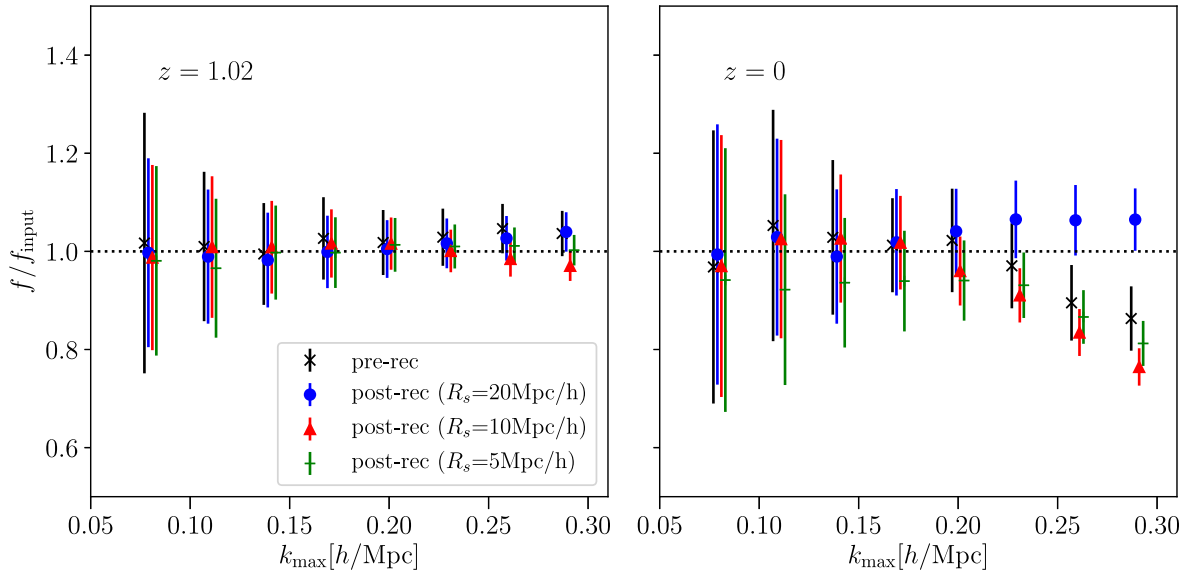 z = 1.02
z = 0
f/f_input
1.4
1.2
1.0
0.8
0.6
pre-rec
post-rec (R_s=20Mpc/h)
post-rec (R_s=10Mpc/h)
post-rec (R_s=5Mpc/h)
0.05 0.10 0.15 0.20 0.25 0.30
0.05 0.10 0.15 0.20 0.25 0.30
k_max[h/Mpc]
k_max[h/Mpc]